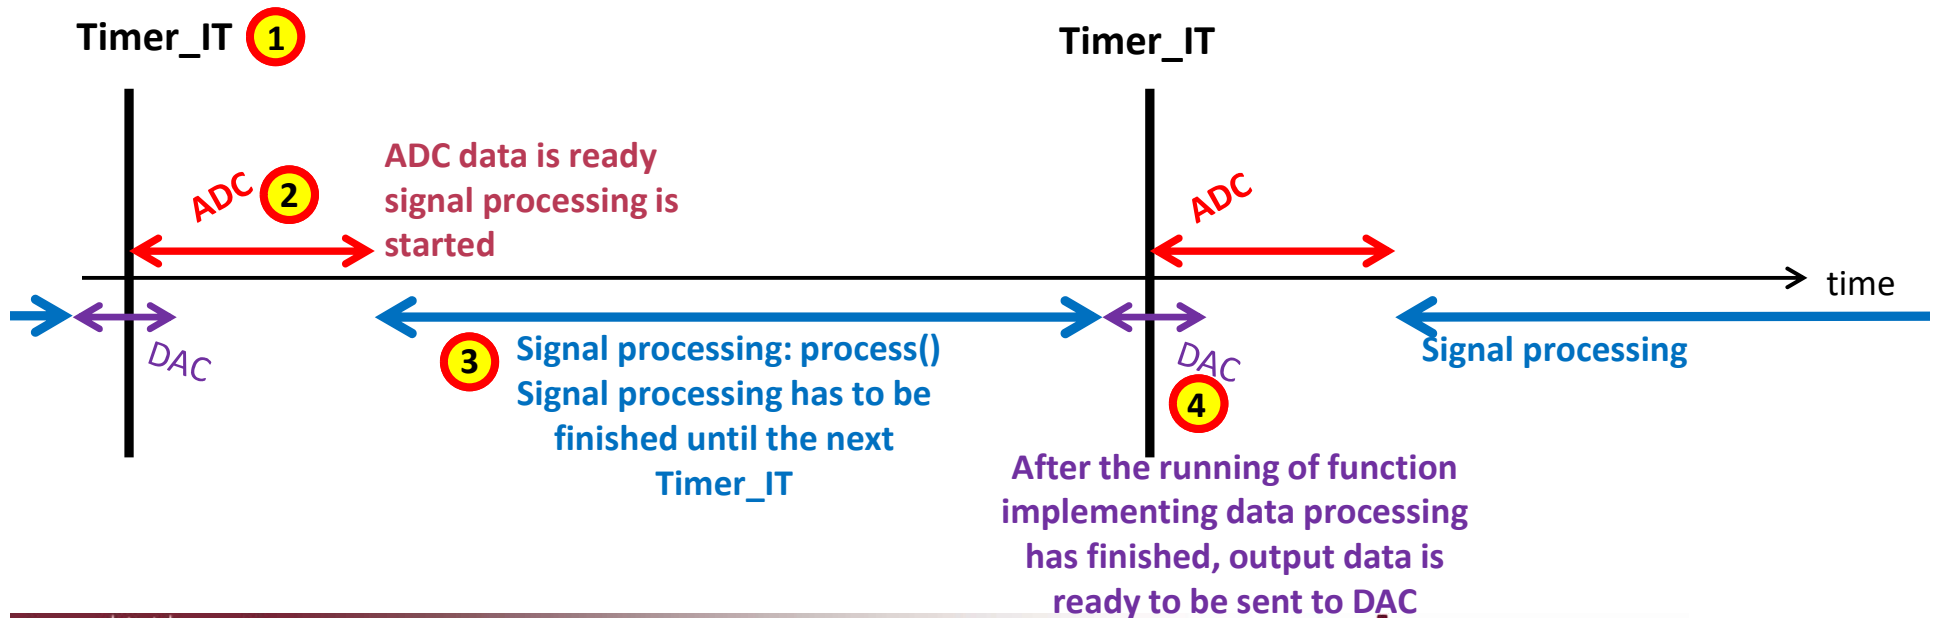 Timer_IT 1
Timer_IT
ADC 2
ADC data is ready
signal processing is
started
ADC
time
DAC
3
Signal processing: process()
Signal processing has to be
finished until the next
Timer_IT
DAC
4
Signal processing
After the running of function
implementing data processing
has finished, output data is
ready to be sent to DAC